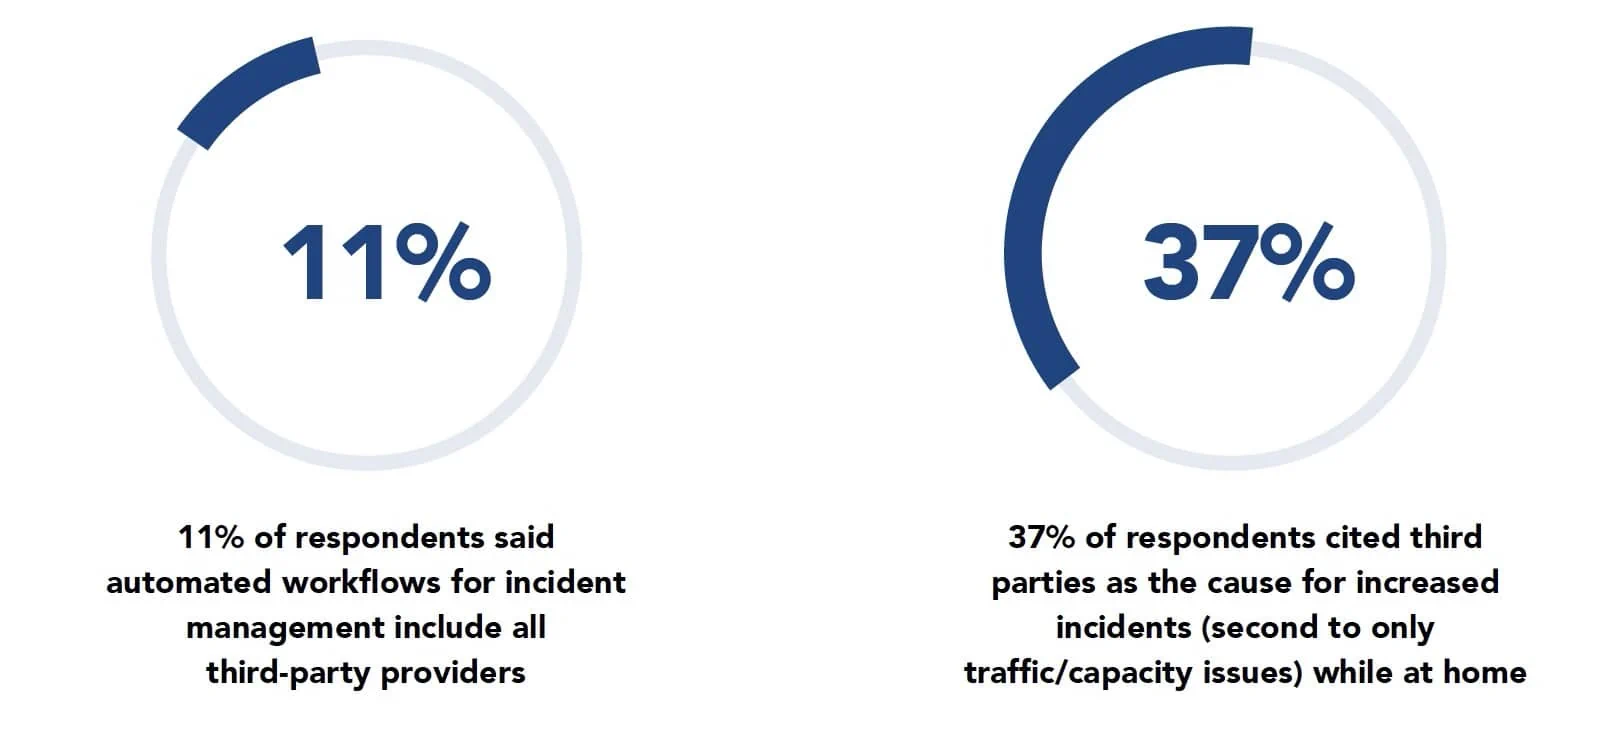 11%
11% of respondents said
automated workflows for incident
management include all
third-party providers
37%
37% of respondents cited third
parties as the cause for increased
incidents (second to only
traffic/capacity issues) while at home